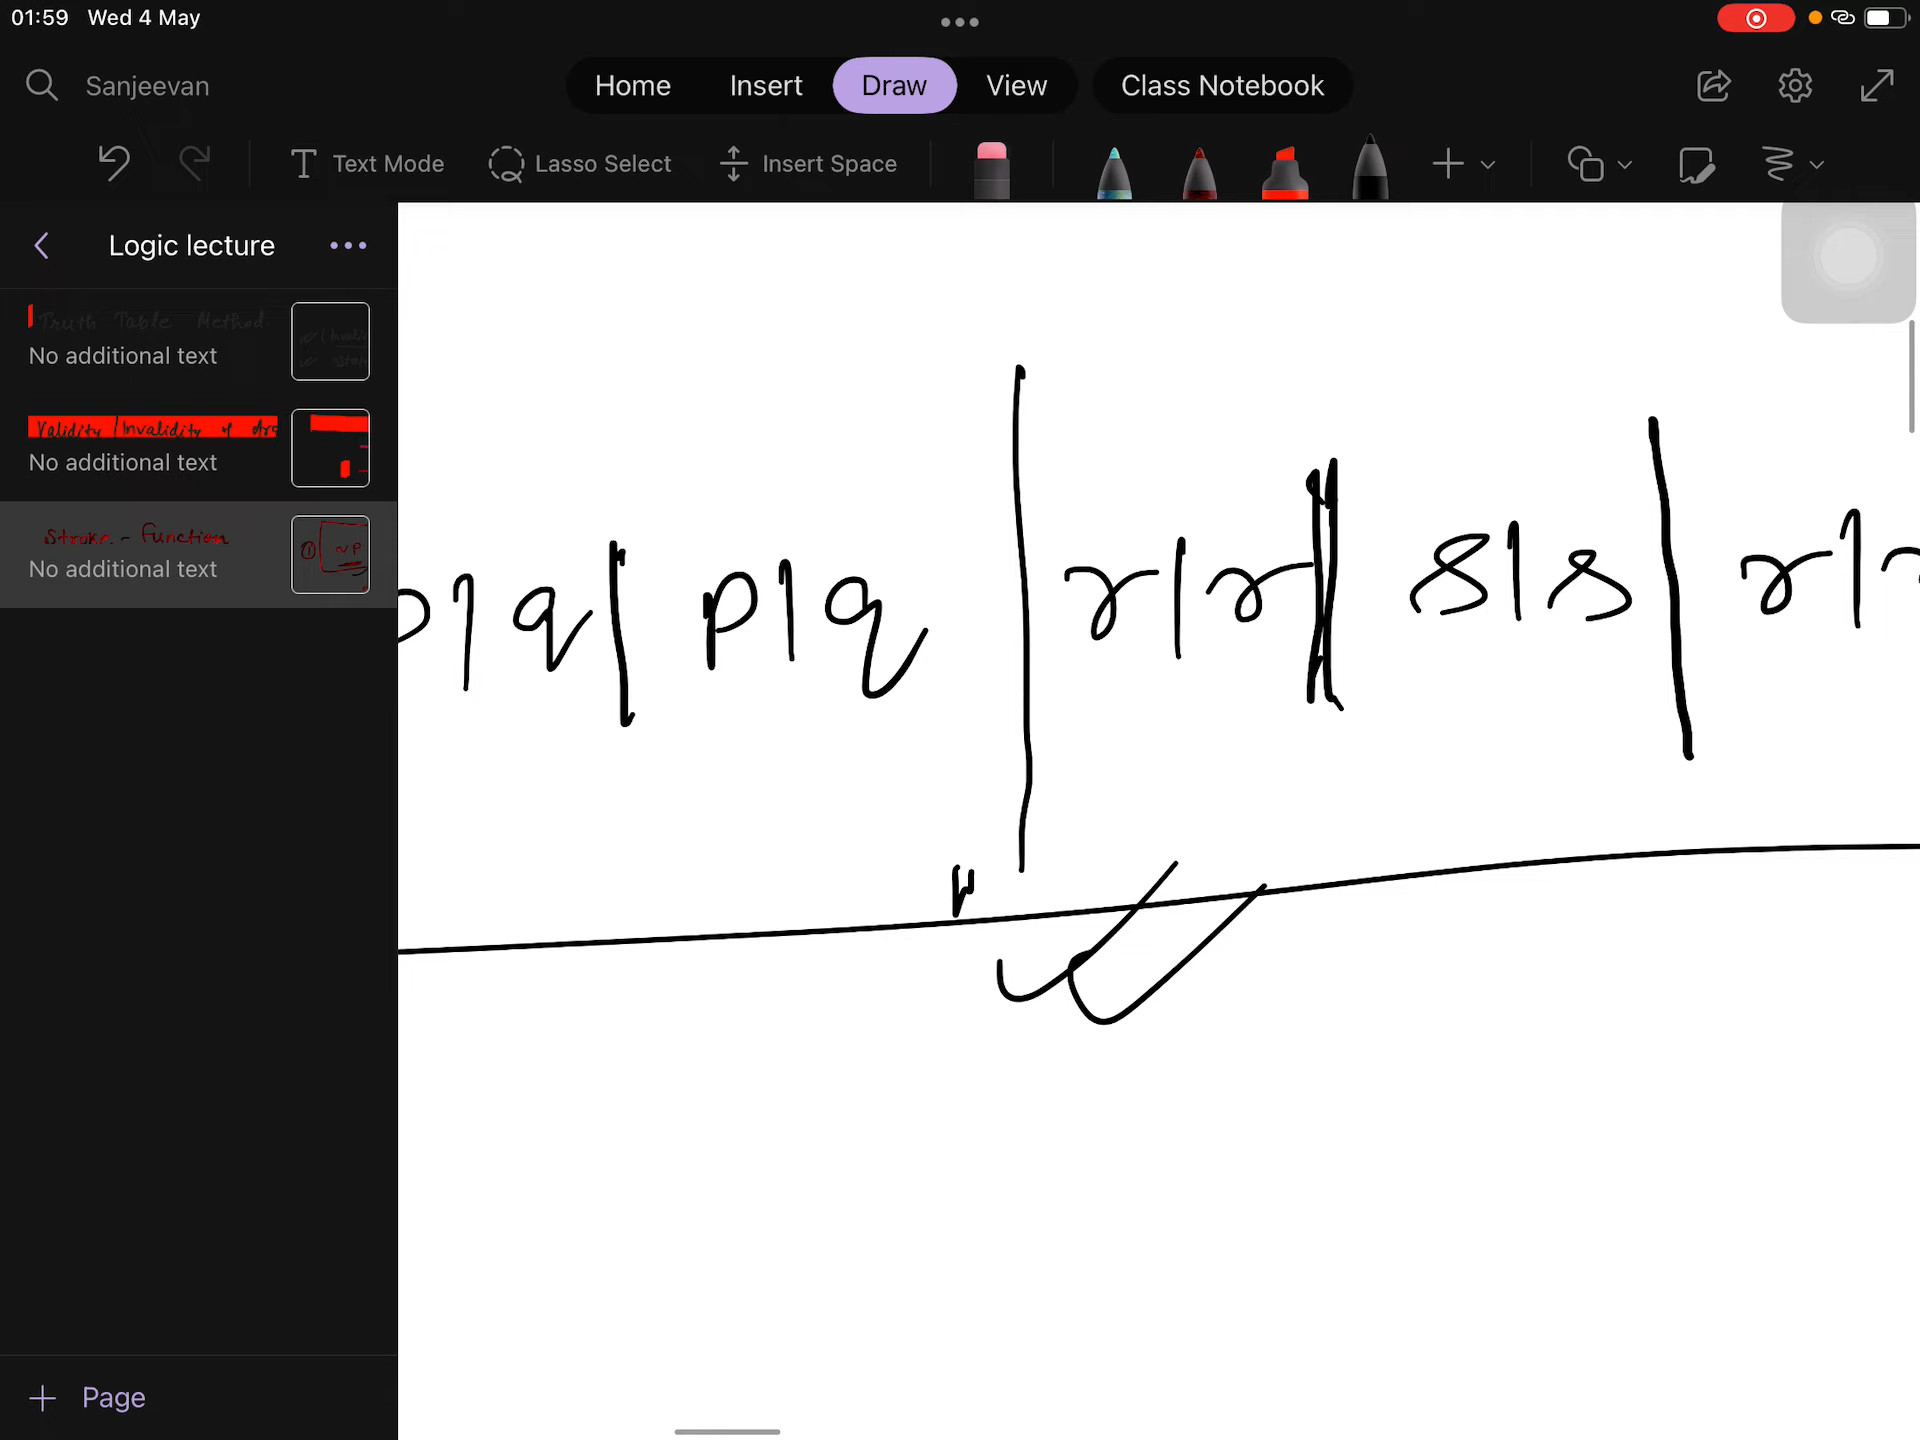 01:59 Wed 4 May
Sanjeevan
Home Insert Draw View Class Notebook
Text Mode Lasso Select Insert Space
Logic lecture
Truth Table Method.
No additional text
Validity / Invalidity of
No additional text
Stroke - Function
No additional text
p|q | p|q | r|r | s|s | r|
Page